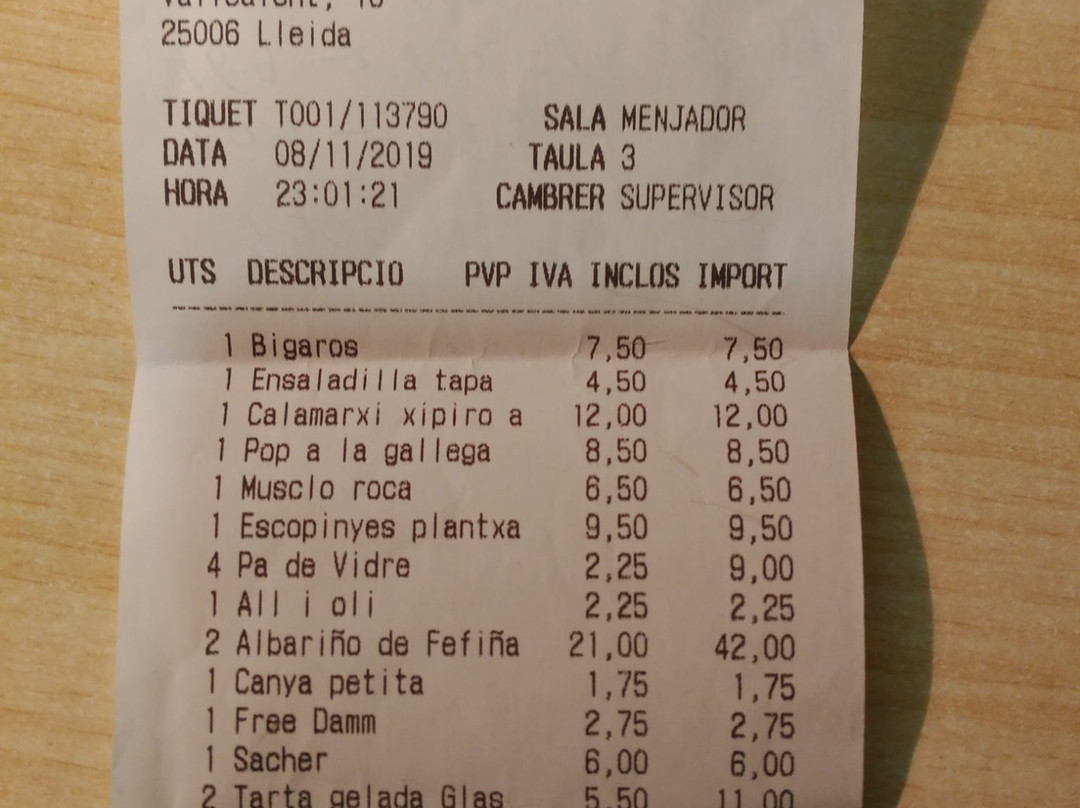 25006 Lleida
TIQUET T001/113790 SALA MENJADOR
DATA 08/11/2019 TAULA 3
HORA 23:01:21 CAMBRER SUPERVISOR
UTS DESCRIPCIO PVP IVA INCLOS IMPORT
1 Bigaros 7,50 7,50
1 Ensaladilla tapa 4,50 4,50
1 Calamarxi xipiro a 12,00 12,00
1 Pop a la gallega 8,50 8,50
1 Musclo roca 6,50 6,50
1 Escopinyes plantxa 9,50 9,50
4 Pa de Vidre 2,25 9,00
1 All i oli 2,25 2,25
2 Albariño de Fefiña 21,00 42,00
1 Canya petita 1,75 1,75
1 Free Damm 2,75 2,75
1 Sacher 6,00 6,00
2 Tarta gelada Glas 5,50 11,00